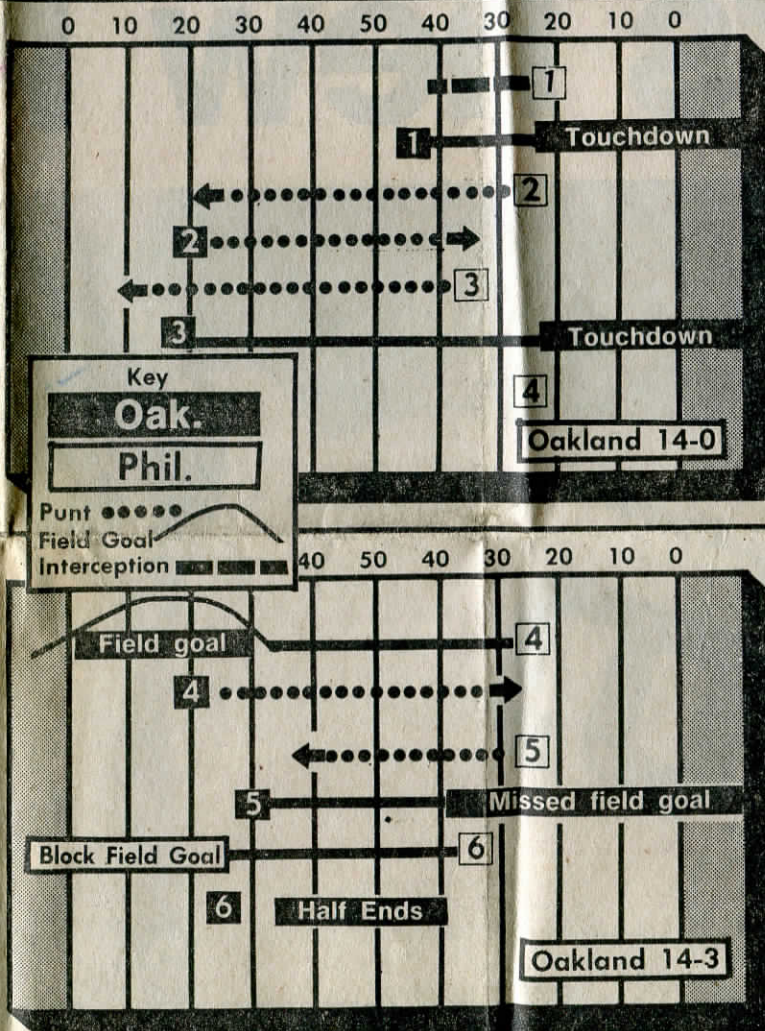 0 10 20 30 40 50 40 30 20 10 0
1
1 Touchdown
2
2
3
3 Touchdown
4
Oakland 14-0
Key
Oak.
Phil.
Punt
Field Goal
Interception
40 50 40 30 20 10 0
Field goal 4
4
5
5 Missed field goal
Block Field Goal 6
6 Half Ends
Oakland 14-3